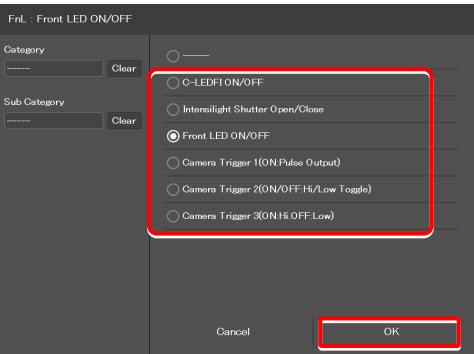 FnL : Front LED ON/OFF
Category
-----
Clear
Sub Category
-----
Clear
-----
C-LEDFI ON/OFF
Intensilight Shutter Open/Close
Front LED ON/OFF
Camera Trigger 1(ON:Pulse Output)
Camera Trigger 2(ON/OFF:Hi/Low Toggle)
Camera Trigger 3(ON:Hi.OFF:Low)
Cancel
OK